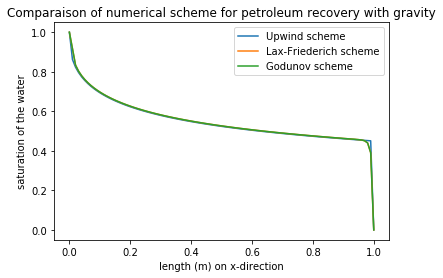 Comparaison of numerical scheme for petroleum recovery with gravity
Upwind scheme
Lax-Friederich scheme
Godunov scheme
saturation of the water
1.0
0.8
0.6
0.4
0.2
0.0
0.0 0.2 0.4 0.6 0.8 1.0
length (m) on x-direction